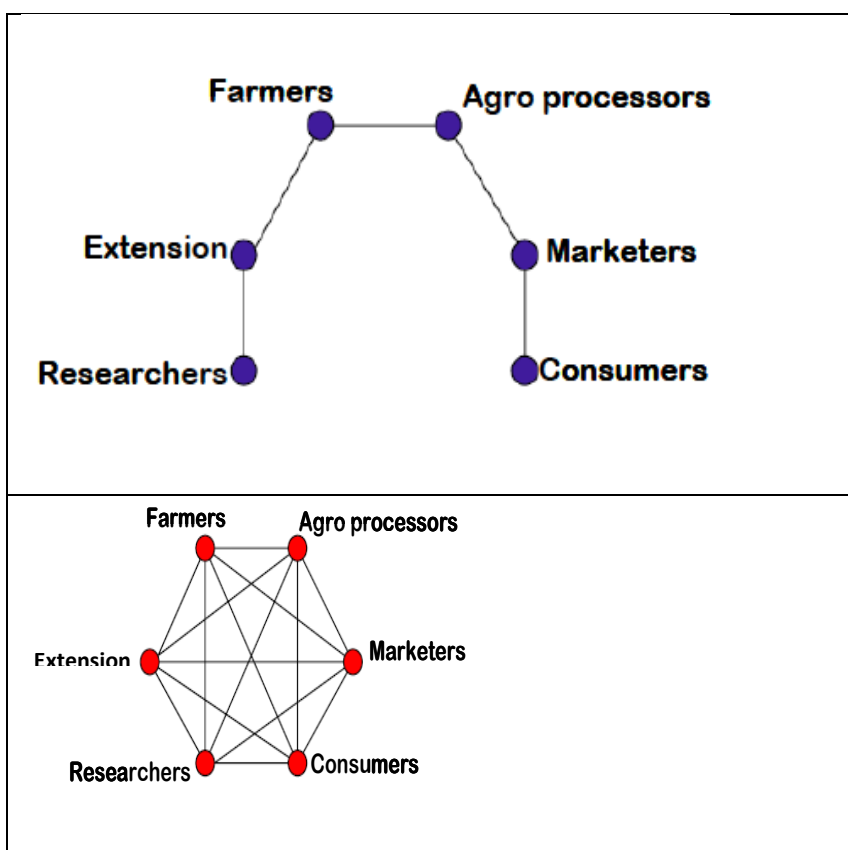 Farmers
Agro processors
Extension
Marketers
Researchers
Consumers
Farmers
Agro processors
Extension
Marketers
Researchers
Consumers